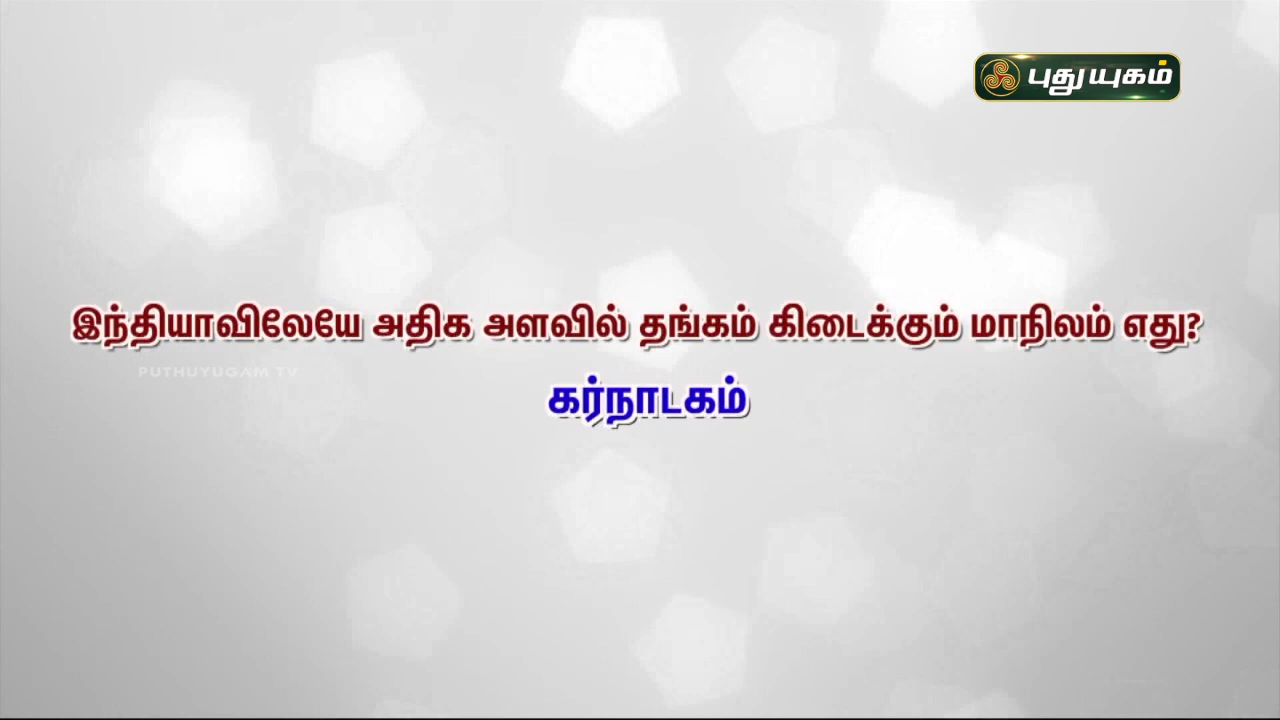 புதுயுகம்
இந்தியாவிலேயே அதிக அளவில் தங்கம் கிடைக்கும் மாநிலம் எது?
PUTHUYUGAM TV
கர்நாடகம்